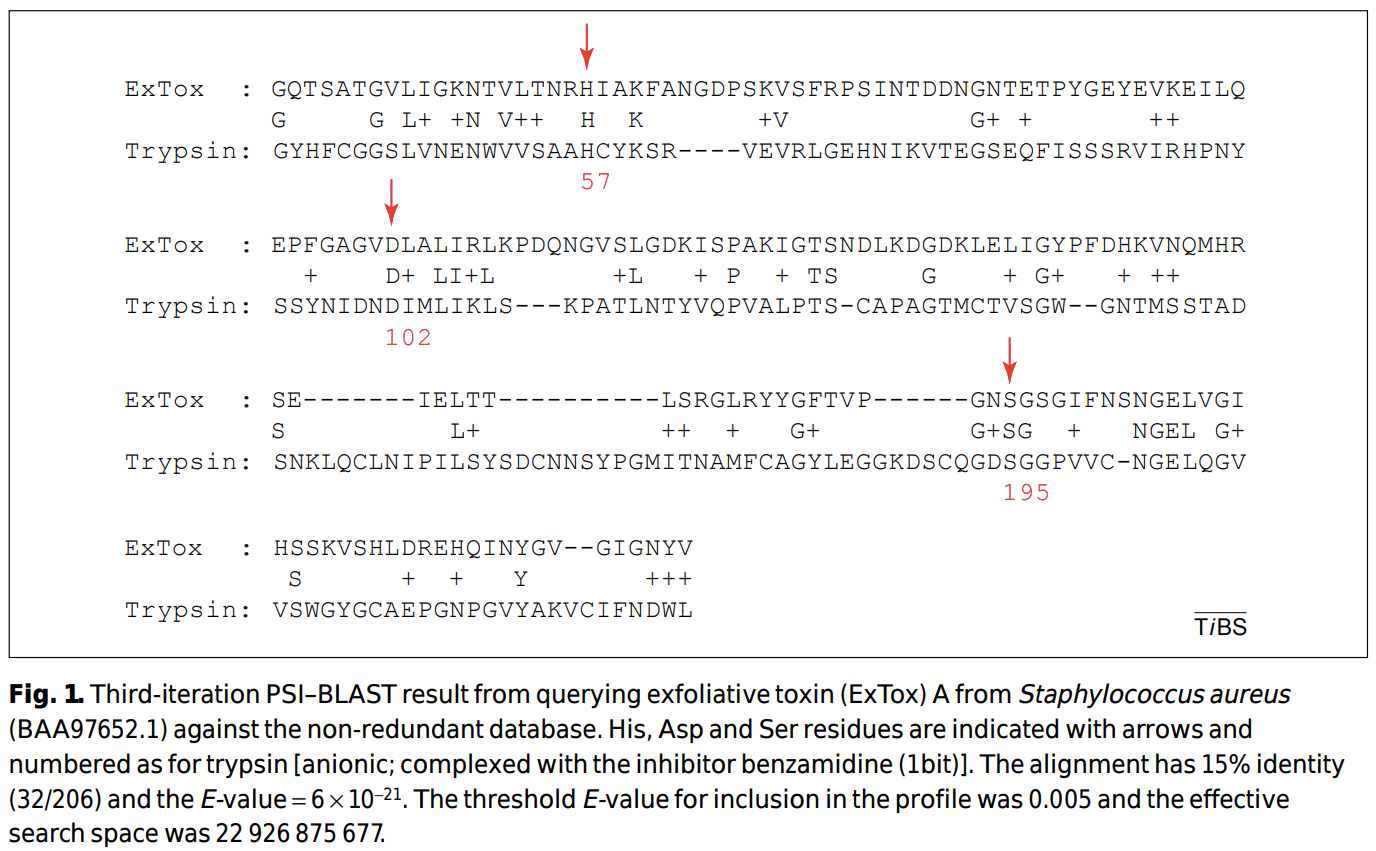 ExTox : GQTSATGVLIGKNTVLTNRHIAKFANGDPSKVSFRPSINTDDNGNTETPYGEYEVKEILQ
G G L+ +N V++ H K +V G+ + ++
Trypsin: GYHFCGGSLVNENWVVSAAHCYKSR----VEVRLGEHNIKVTEGSEQFISSSRVIRHPNY
57
ExTox : EPFGAGVDLALIRLKPDQNGVSLGDKISPAKIGTSNDLKDGDKLELIGYPFDHKVNQMHR
+ D+ LI+L +L + P + TS G + G+ + ++
Trypsin: SSYNIDNDIMLIKLS---KPATLNTYVQPVALPTS-CAPAGTMCTVSGW--GNTMSSTAD
102
ExTox : SE-------IELTT----------LSRGLRYYGFTVP------GNSGSGIFNSNGELVGI
S L+ ++ + G+ G+SG + NGEL G+
Trypsin: SNKLQCLNIPILSYSDCNNSYPGMITNAMFCAGYLEGGKDSCQGDSGGPVVC-NGELQGV
195
ExTox : HSSKVSHLDREHQINYGV--GIGNYV
S + + Y +++
Trypsin: VSWGYGCAEPGNPGVYAKVCIFNDWL
TiBS
Fig. 1. Third-iteration PSI–BLAST result from querying exfoliative toxin (ExTox) A from Staphylococcus aureus
(BAA97652.1) against the non-redundant database. His, Asp and Ser residues are indicated with arrows and
numbered as for trypsin [anionic; complexed with the inhibitor benzamidine (1bit)]. The alignment has 15% identity
(32/206) and the E-value = 6 × 10⁻²¹. The threshold E-value for inclusion in the profile was 0.005 and the effective
search space was 22 926 875 677.